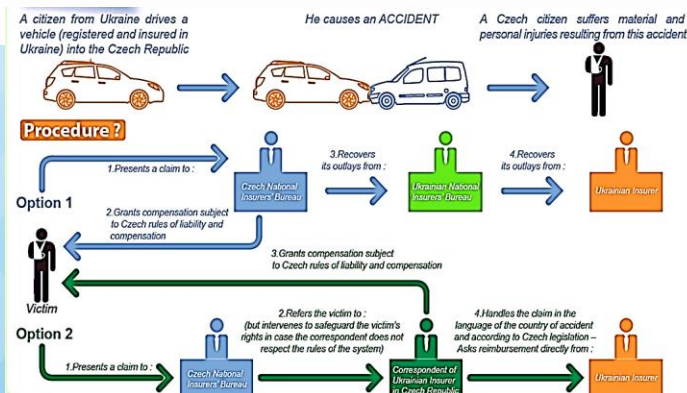 A citizen from Ukraine drives a
vehicle (registered and insured in
Ukraine) into the Czech Republic
He causes an ACCIDENT
A Czech citizen suffers material and
personal injuries resulting from this accident
Procedure ?
1.Presents a claim to :
Czech National
Insurers' Bureau
3.Recovers
its outlays from :
Ukrainian National
Insurers' Bureau
4.Recovers
its outlays from :
Ukrainian Insurer
Option 1
2.Grants compensation subject
to Czech rules of liability and
compensation
3.Grants compensation subject
to Czech rules of liability and compensation
Victim
Option 2
1.Presents a claim to :
Czech National
Insurers' Bureau
2.Refers the victim to :
(but intervenes to safeguard the victim's
rights in case the correspondent does not
respect the rules of the system)
Correspondent of
Ukrainian Insurer
in Czech Republic
4.Handles the claim in the
language of the country of accident
and according to Czech legislation –
Asks reimbursement directly from :
Ukrainian Insurer